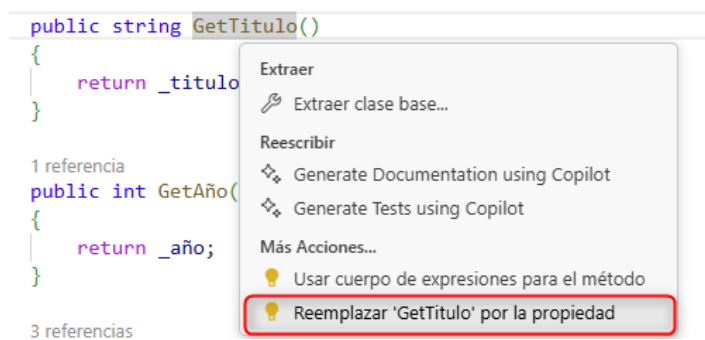 public string GetTitulo()
{
return _titulo
}
1 referencia
public int GetAño(
{
return _año;
}
3 referencias
Extraer
Extraer clase base...
Reescribir
Generate Documentation using Copilot
Generate Tests using Copilot
Más Acciones...
Usar cuerpo de expresiones para el método
Reemplazar 'GetTitulo' por la propiedad